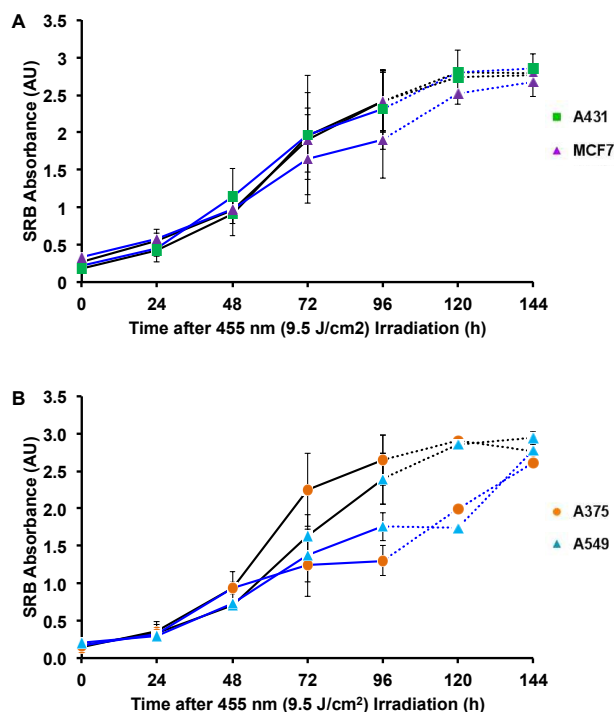 A
SRB Absorbance (AU)
3.5
3
2.5
2
1.5
1
0.5
0
0 24 48 72 96 120 144
Time after 455 nm (9.5 J/cm2) Irradiation (h)
A431
MCF7
B
SRB Absorbance (AU)
3.5
3.0
2.5
2.0
1.5
1.0
0.5
0.0
0 24 48 72 96 120 144
Time after 455 nm (9.5 J/cm²) Irradiation (h)
A375
A549